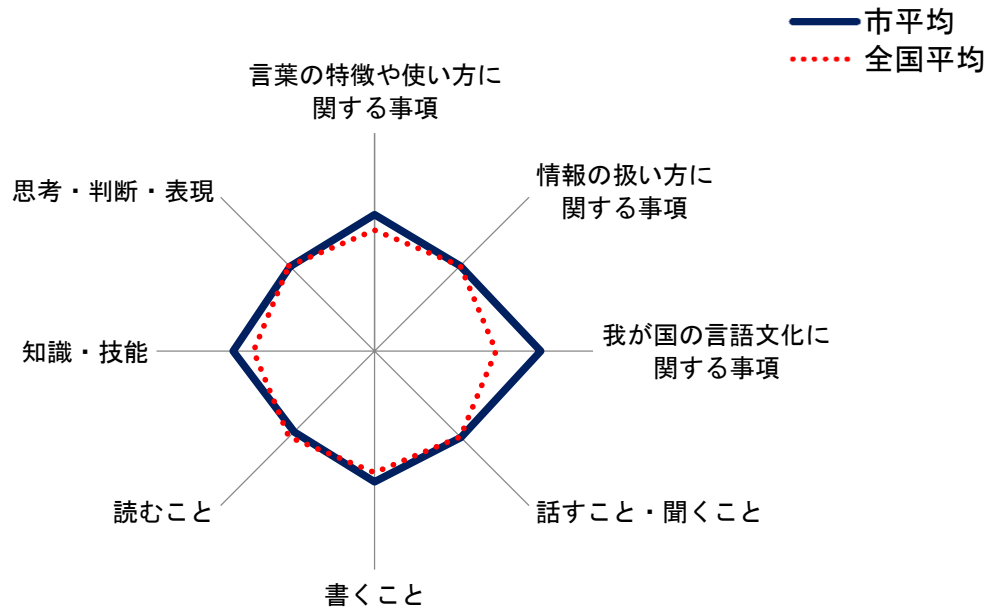 市平均
全国平均
言葉の特徴や使い方に
関する事項
情報の扱い方に
関する事項
我が国の言語文化に
関する事項
話すこと・聞くこと
書くこと
読むこと
知識・技能
思考・判断・表現